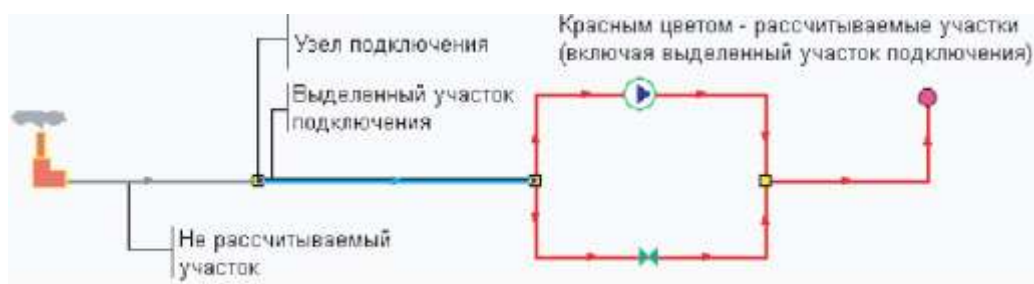 Узел подключения
Выделенный участок
подключения
Красным цветом - рассчитываемые участки
(включая выделенный участок подключения)
Не рассчитываемый
участок